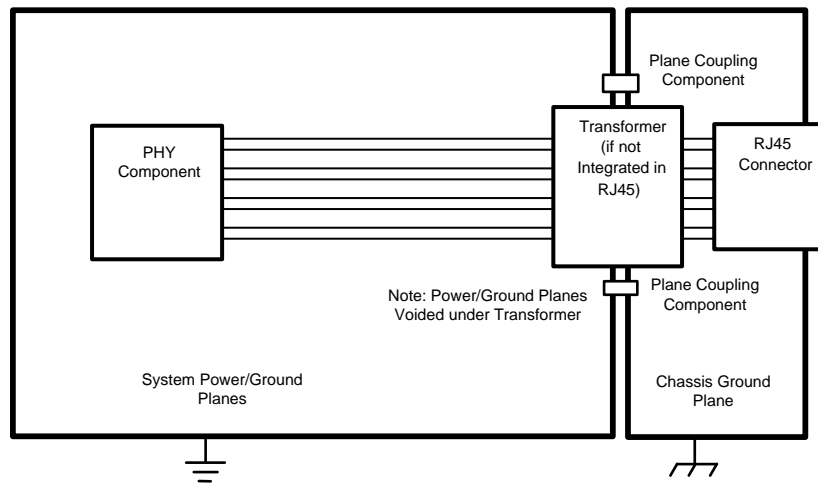 Plane Coupling
Component
Transformer
(if not
Integrated in
RJ45)
PHY
Component
RJ45
Connector
Note: Power/Ground Planes
Voided under Transformer
Plane Coupling
Component
System Power/Ground
Planes
Chassis Ground
Plane